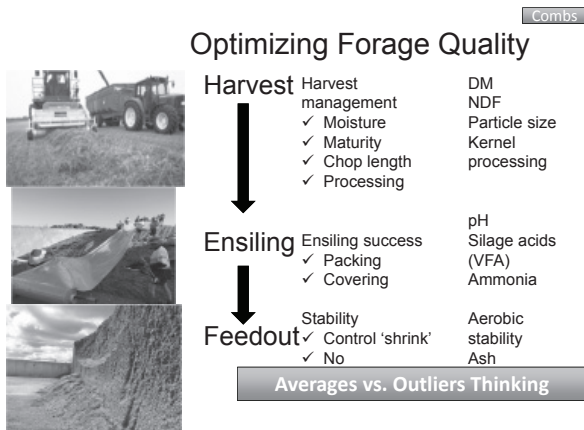 Combs
Optimizing Forage Quality
Harvest
Harvest
management
✓ Moisture
✓ Maturity
✓ Chop length
✓ Processing
DM
NDF
Particle size
Kernel
processing
Ensiling
Ensiling success
✓ Packing
✓ Covering
pH
Silage acids
(VFA)
Ammonia
Feedout
Stability
✓ Control ‘shrink’
✓ No
Aerobic
stability
Ash
Averages vs. Outliers Thinking